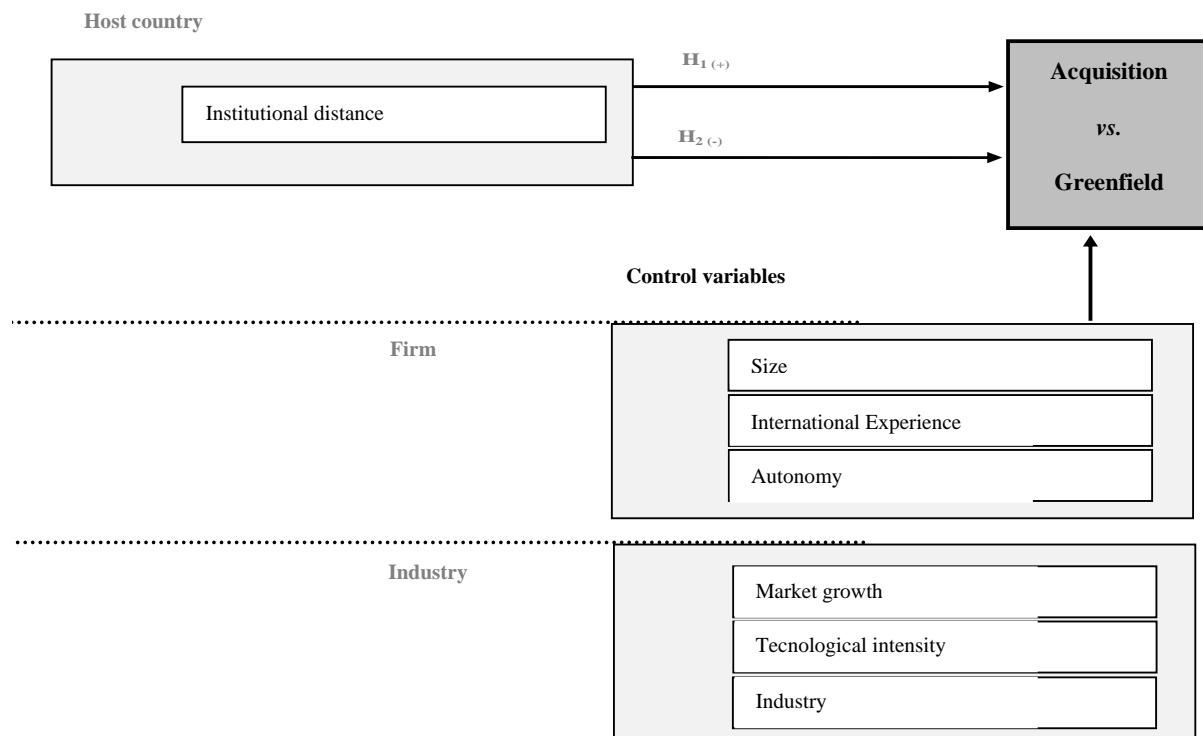 Host country
H1 (+)
Acquisition
Institutional distance
vs.
H2 (-)
Greenfield
Control variables
Firm
Size
International Experience
Autonomy
Industry
Market growth
Tecnological intensity
Industry